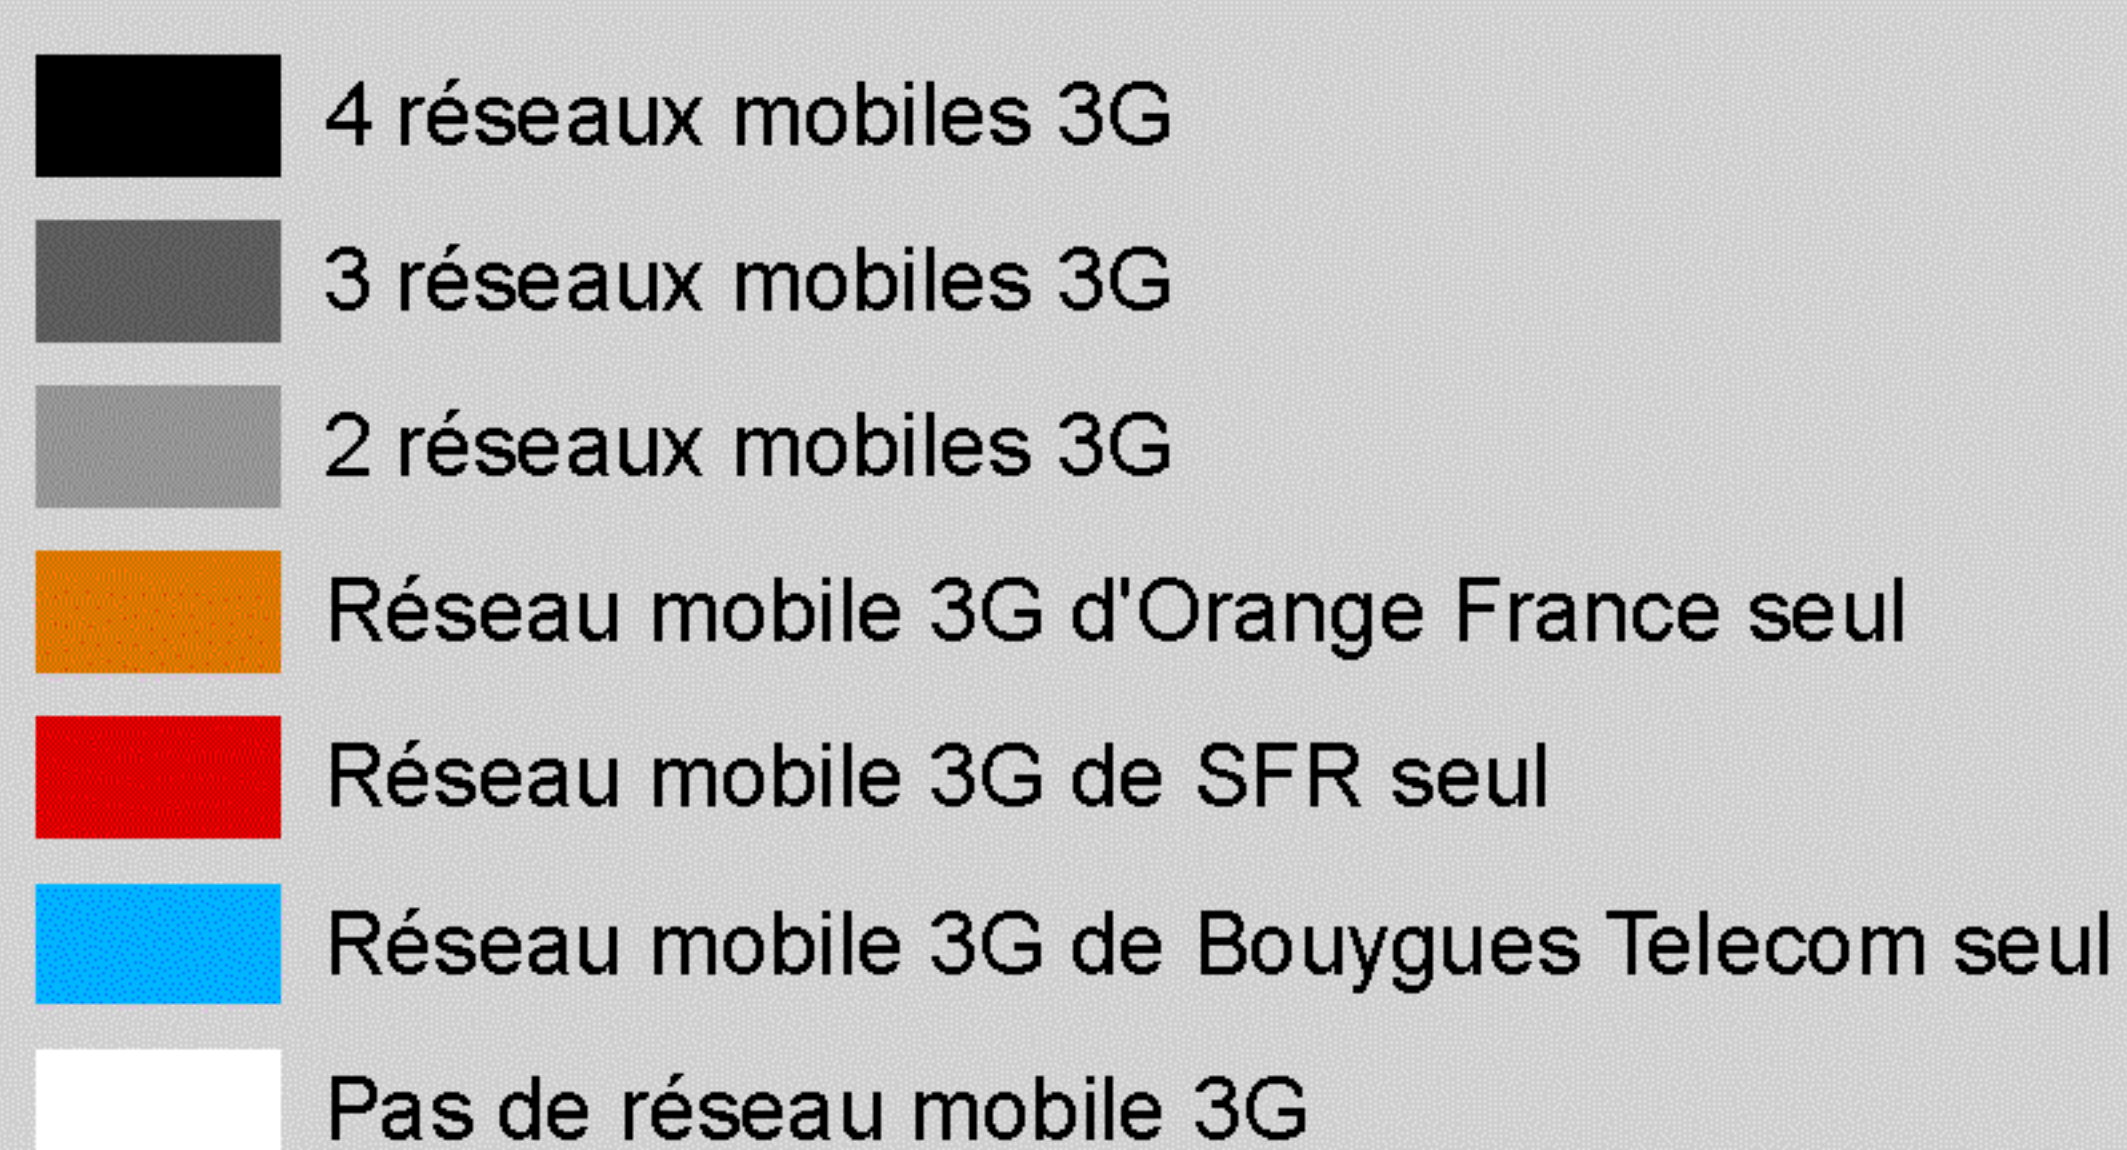 4 réseaux mobiles 3G
3 réseaux mobiles 3G
2 réseaux mobiles 3G
Réseau mobile 3G d'Orange France seul
Réseau mobile 3G de SFR seul
Réseau mobile 3G de Bouygues Telecom seul
Pas de réseau mobile 3G